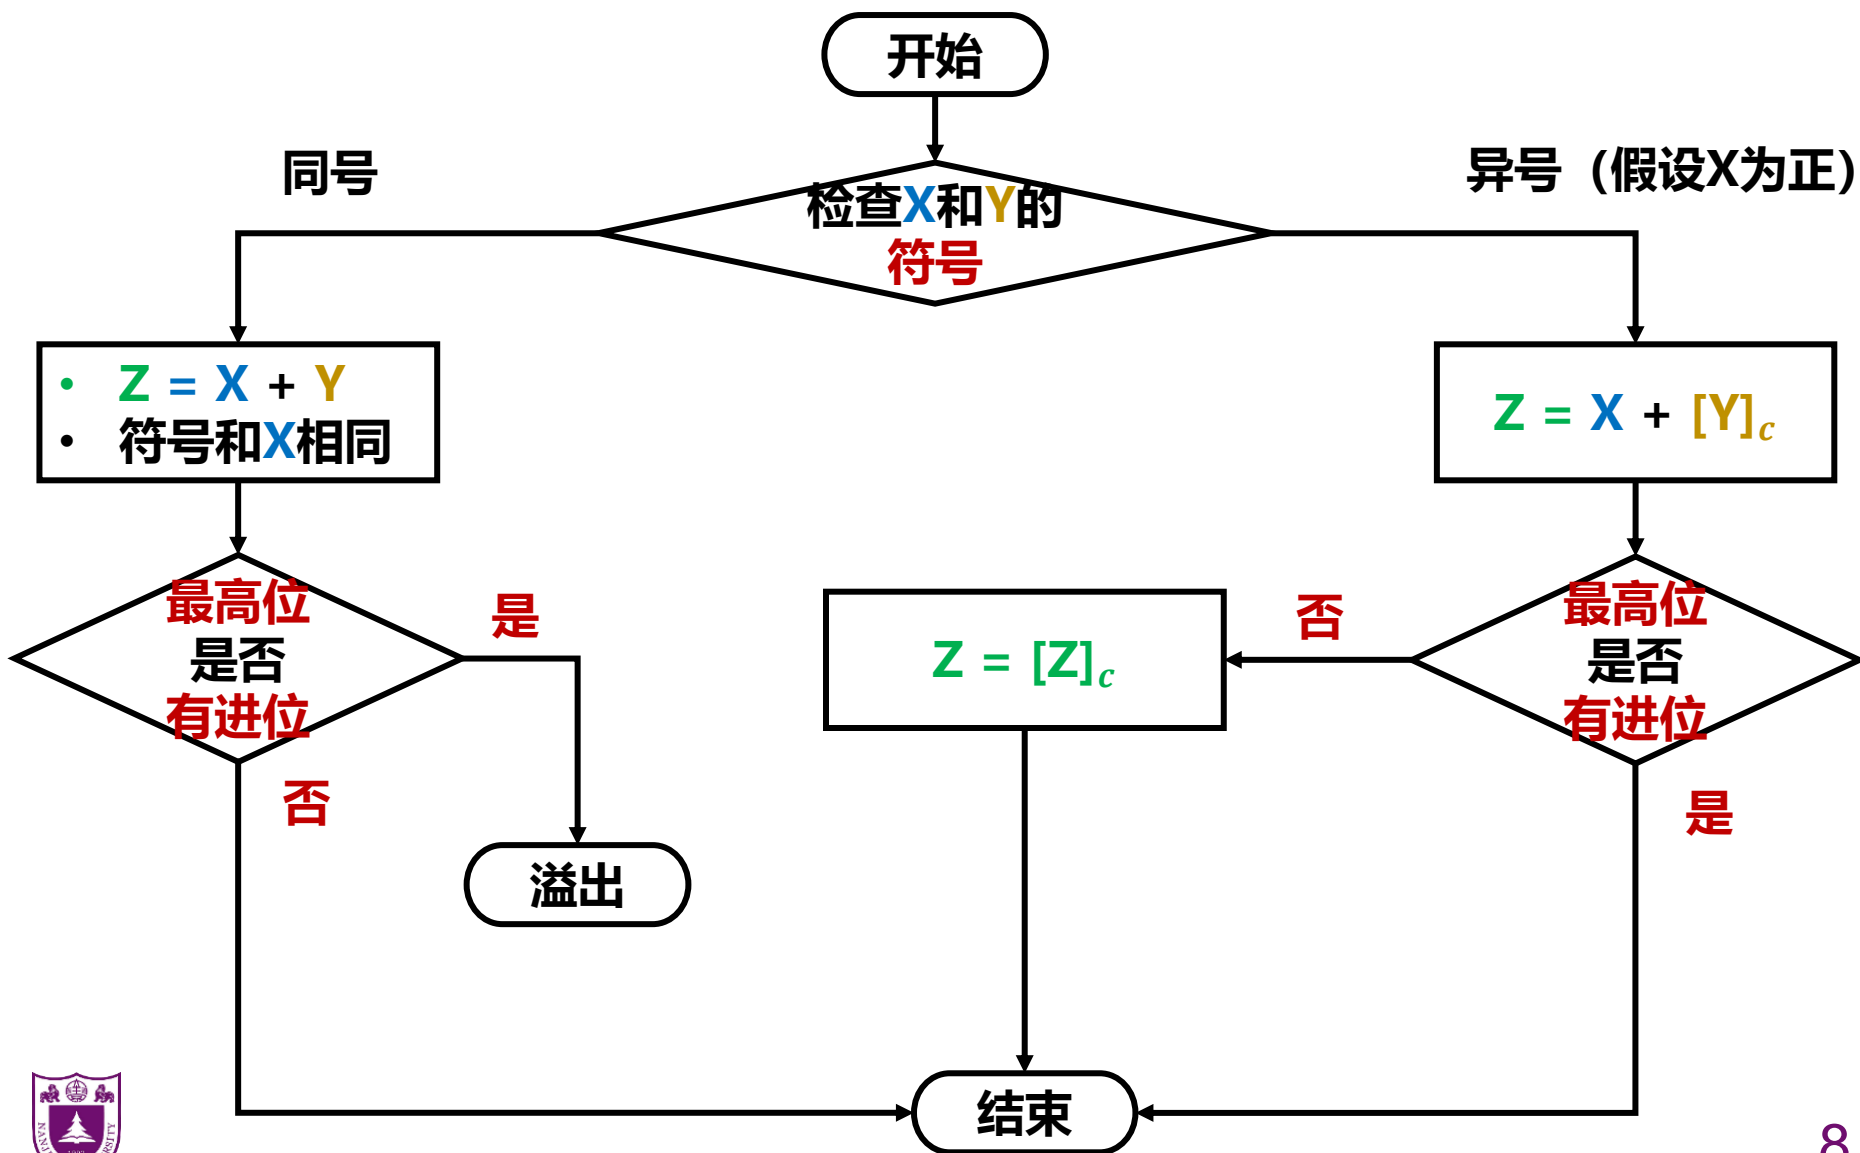 开始
同号
异号（假设X为正）
检查X和Y的
符号
• Z = X + Y
• 符号和X相同
Z = X + [Y]c
最高位
是否
有进位
是
否
Z = [Z]c
否
最高位
是否
有进位
是
溢出
结束
8